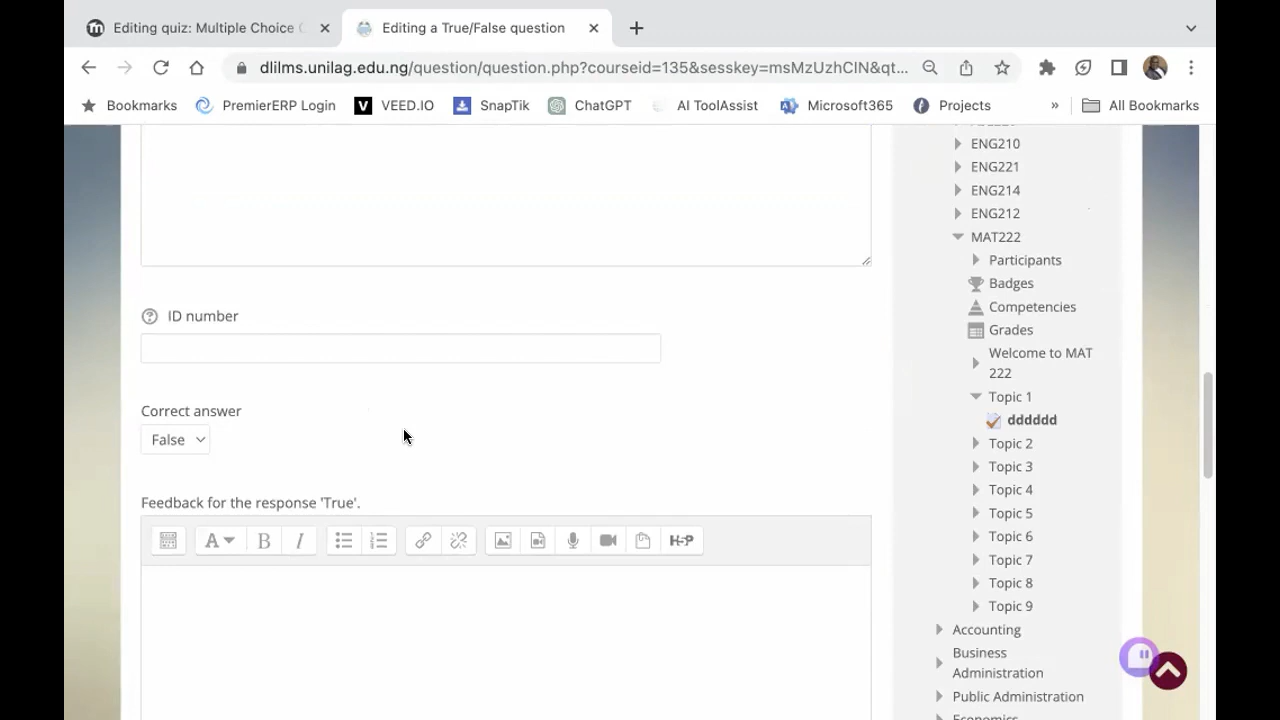 Editing quiz: Multiple Choice
Editing a True/False question
dlilms.unilag.edu.ng/question/question.php?courseid=135&sesskey=msMzUzhCIN&qt...
Bookmarks
PremierERP Login
VEED.IO
SnapTik
ChatGPT
AI ToolAssist
Microsoft365
Projects
»
All Bookmarks
ENG210
ENG221
ENG214
ENG212
MAT222
Participants
Badges
Competencies
Grades
Welcome to MAT
222
Topic 1
dddddd
Topic 2
Topic 3
Topic 4
Topic 5
Topic 6
Topic 7
Topic 8
Topic 9
Accounting
Business
Administration
Public Administration
Economics
ID number
Correct answer
False
Feedback for the response 'True'.
A
B
I
H5P